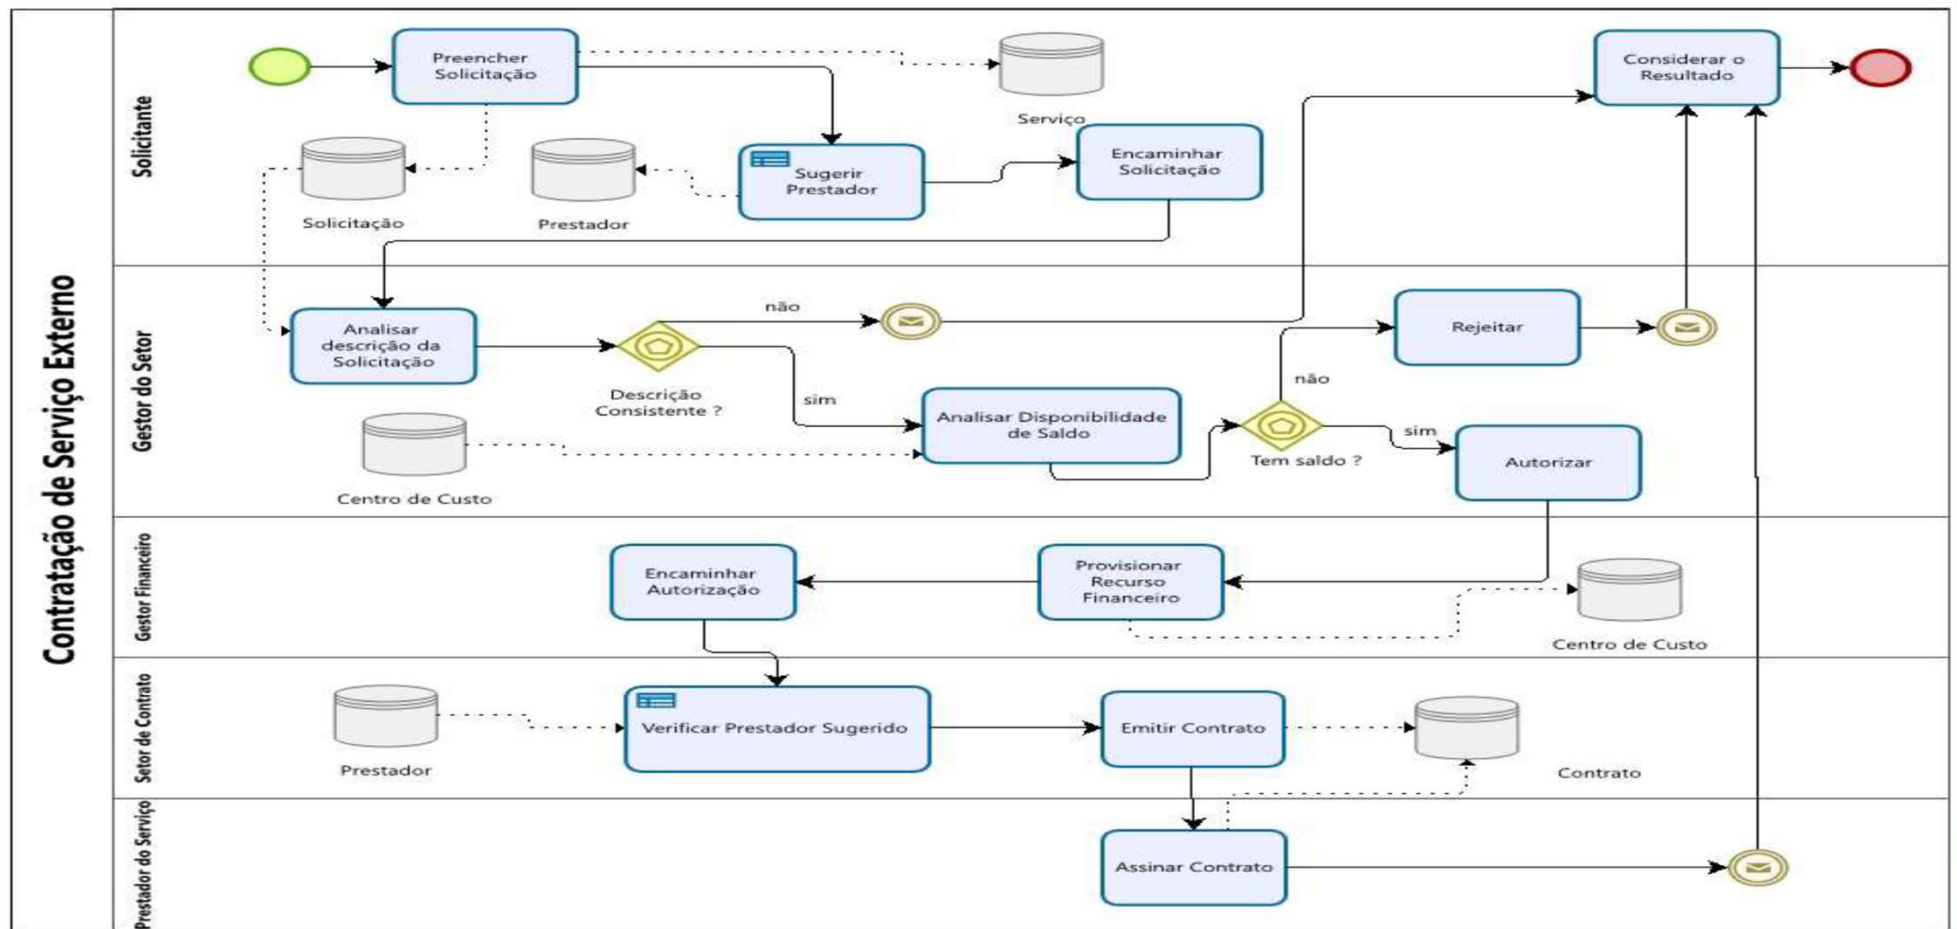 Contratação de Serviço Externo
Solicitante
Preencher
Solicitação
Serviço
Considerar o
Resultado
Solicitação
Prestador
Sugerir
Prestador
Encaminhar
Solicitação
Gestor do Setor
Analisar
descrição da
Solicitação
não
Descrição
Consistente ?
sim
Centro de Custo
Analisar Disponibilidade
de Saldo
não
Tem saldo ?
sim
Rejeitar
Autorizar
Gestor Financeiro
Encaminhar
Autorização
Provisionar
Recurso
Financeiro
Centro de Custo
Setor de Contrato
Prestador
Verificar Prestador Sugerido
Emitir Contrato
Contrato
Prestador do Serviço
Assinar Contrato